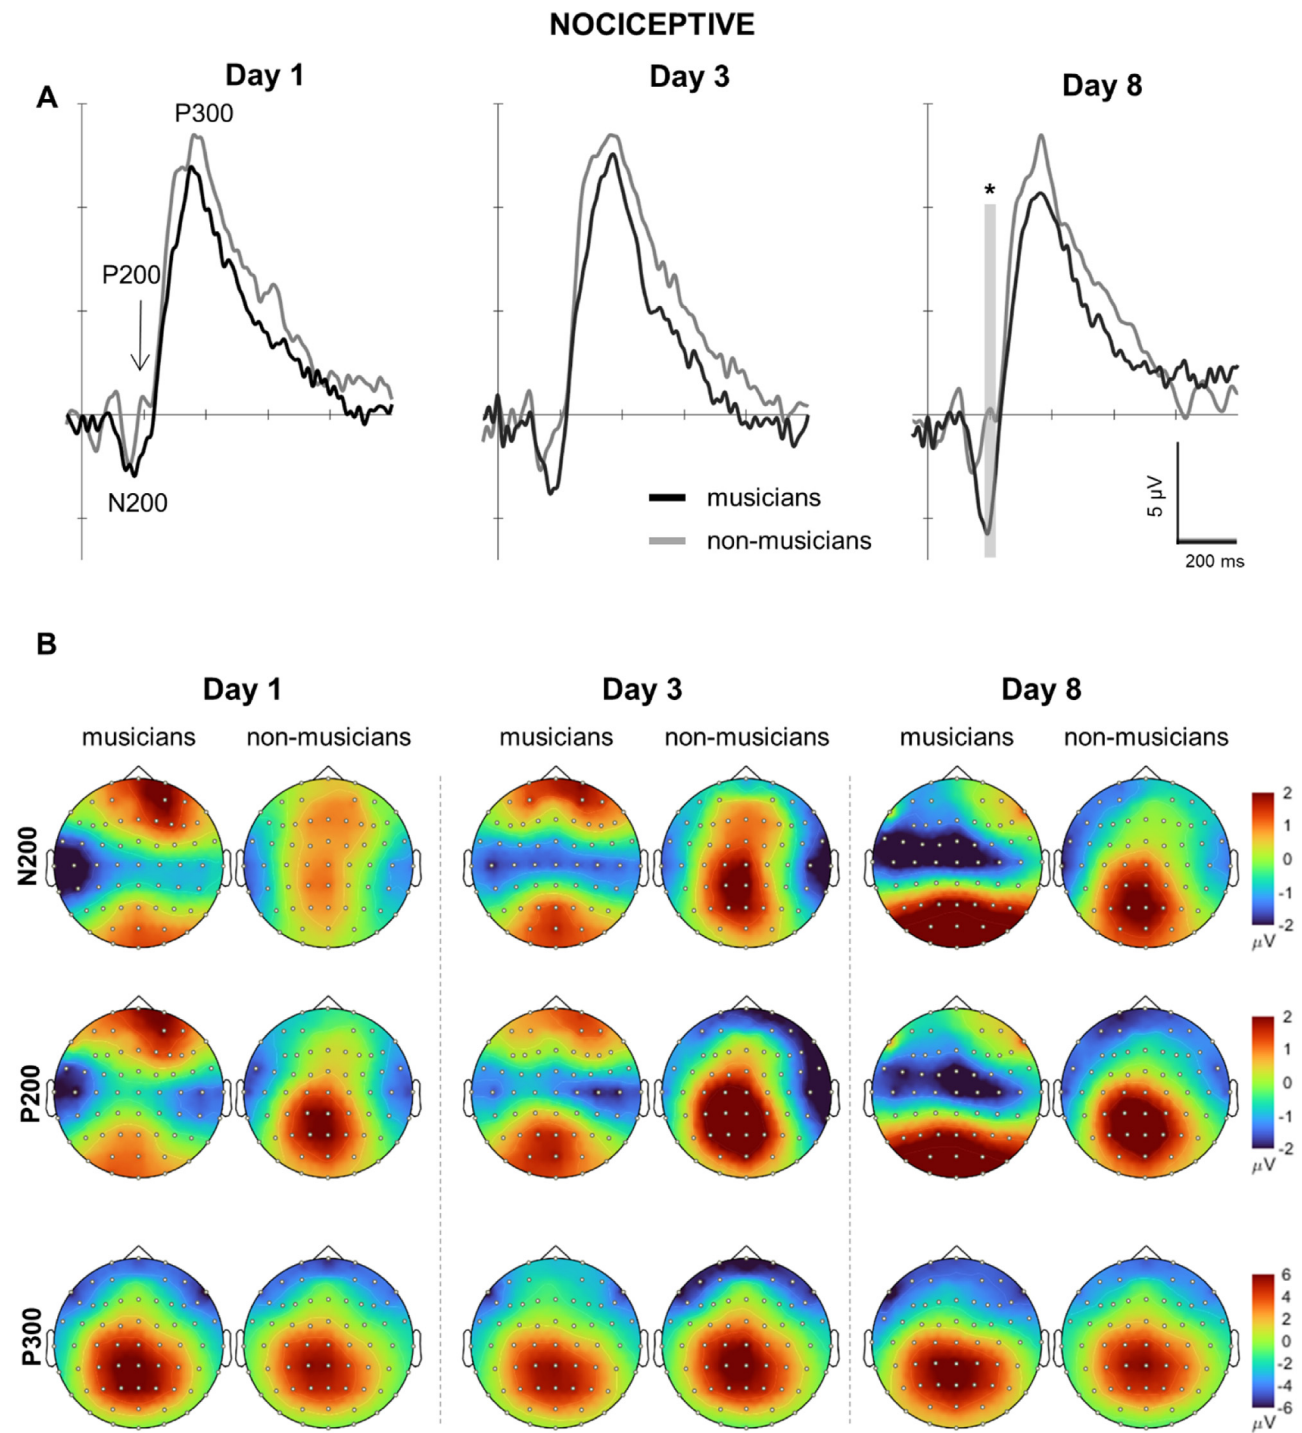 NOCICEPTIVE
Day 1
Day 3
Day 8
A
P300
*
P200
N200
musicians
non-musicians
5 μV
200 ms
B
Day 1
Day 3
Day 8
musicians
non-musicians
musicians
non-musicians
musicians
non-musicians
N200
2
1
0
-1
-2
μV
P200
2
1
0
-1
-2
μV
P300
6
4
2
0
-2
-4
-6
μV